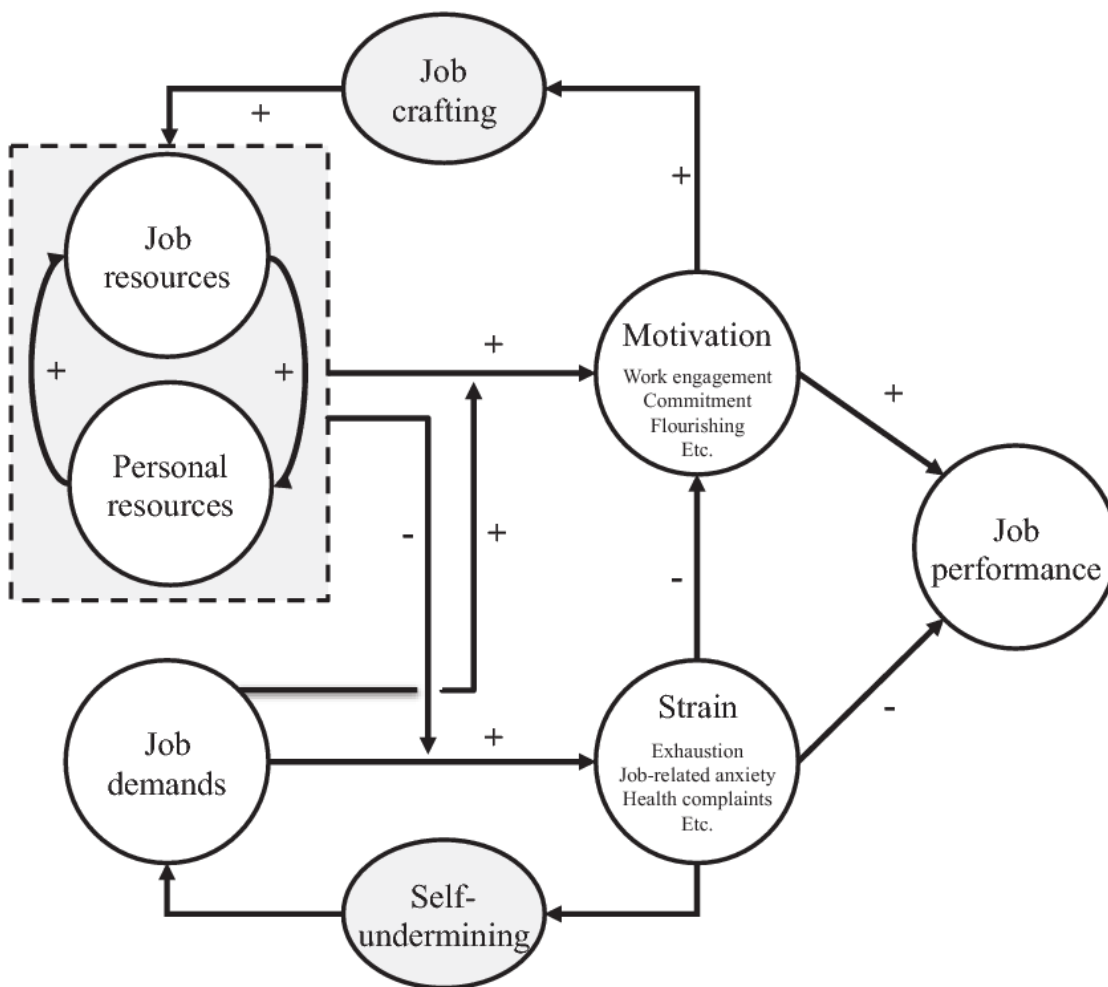 Job
crafting
+
+
Job
resources
+
+
Personal
resources
+
Motivation
Work engagement
Commitment
Flourishing
Etc.
+
-
+
-
Job
performance
Job
demands
+
Strain
Exhaustion
Job-related anxiety
Health complaints
Etc.
-
Self-
undermining